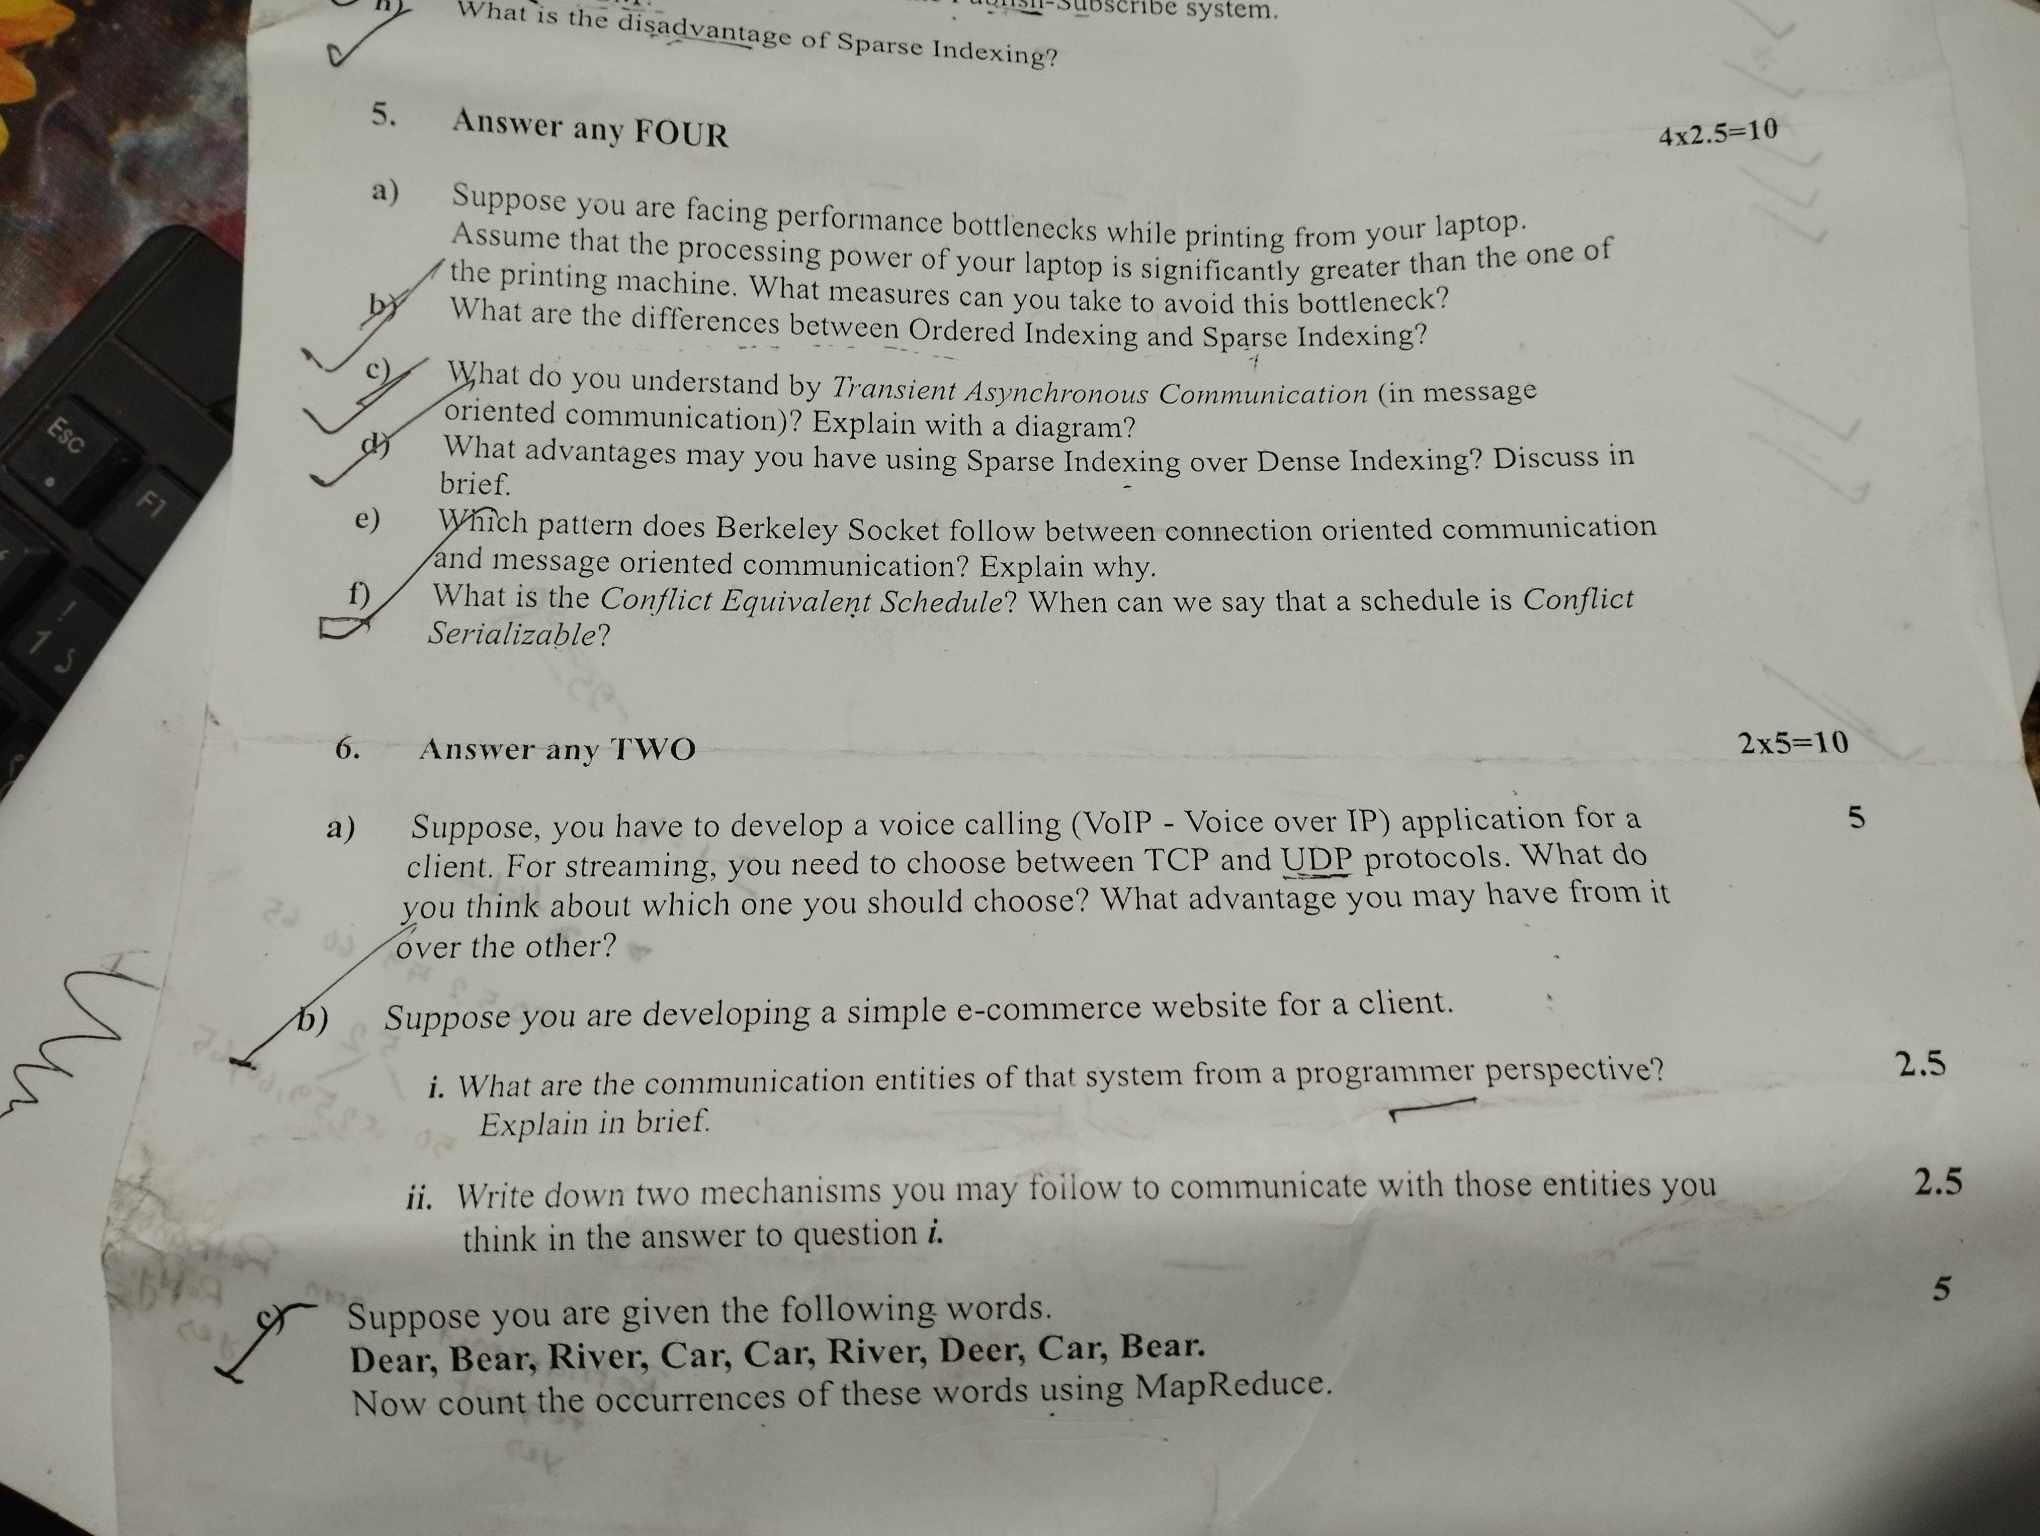 h)
Publish-Subscribe system.
What is the disadvantage of Sparse Indexing?
5. Answer any FOUR 4x2.5=10
a) Suppose you are facing performance bottlenecks while printing from your laptop.
Assume that the processing power of your laptop is significantly greater than the one of
the printing machine. What measures can you take to avoid this bottleneck?
b) What are the differences between Ordered Indexing and Sparse Indexing?
c) What do you understand by Transient Asynchronous Communication (in message
oriented communication)? Explain with a diagram?
d) What advantages may you have using Sparse Indexing over Dense Indexing? Discuss in
brief.
e) Which pattern does Berkeley Socket follow between connection oriented communication
and message oriented communication? Explain why.
f) What is the Conflict Equivalent Schedule? When can we say that a schedule is Conflict
Serializable?
6. Answer any TWO 2x5=10
a) Suppose, you have to develop a voice calling (VoIP - Voice over IP) application for a 5
client. For streaming, you need to choose between TCP and UDP protocols. What do
you think about which one you should choose? What advantage you may have from it
over the other?
b) Suppose you are developing a simple e-commerce website for a client.
i. What are the communication entities of that system from a programmer perspective? 2.5
Explain in brief.
ii. Write down two mechanisms you may follow to communicate with those entities you 2.5
think in the answer to question i.
c) Suppose you are given the following words. 5
Dear, Bear, River, Car, Car, River, Deer, Car, Bear.
Now count the occurrences of these words using MapReduce.
Esc
F1
!
1